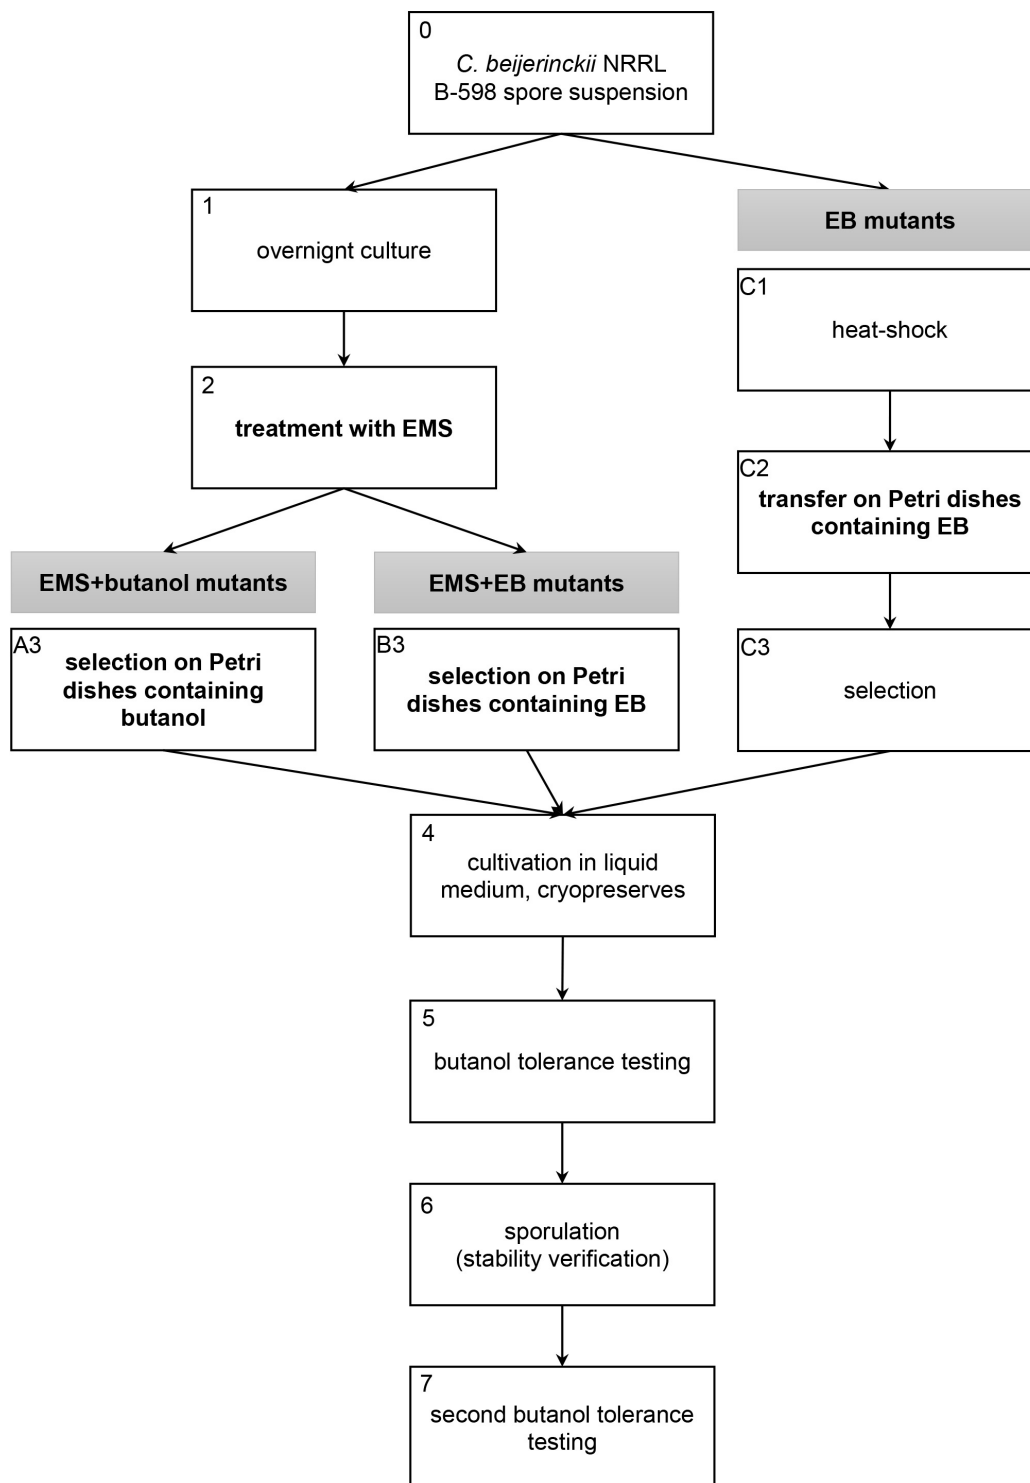 0
C. beijerinckii NRRL
B-598 spore suspension
1
overnignt culture
EB mutants
C1
heat-shock
2
treatment with EMS
C2
transfer on Petri dishes
containing EB
EMS+butanol mutants
EMS+EB mutants
A3
selection on Petri
dishes containing
butanol
B3
selection on Petri
dishes containing EB
C3
selection
4
cultivation in liquid
medium, cryopreserves
5
butanol tolerance testing
6
sporulation
(stability verification)
7
second butanol tolerance
testing